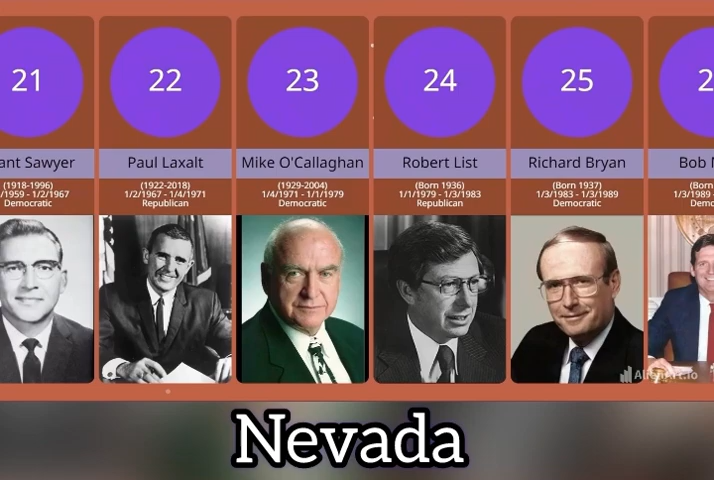 21
ant Sawyer
(1918-1996)
/1959 - 1/2/1967
Democratic
22
Paul Laxalt
(1922-2018)
1/2/1967 - 1/4/1971
Republican
23
Mike O'Callaghan
(1929-2004)
1/4/1971 - 1/1/1979
Democratic
24
Robert List
(Born 1936)
1/1/1979 - 1/3/1983
Republican
25
Richard Bryan
(Born 1937)
1/3/1983 - 1/3/1989
Democratic
2
Bob
(Born
1/3/1989
Demo
Nevada